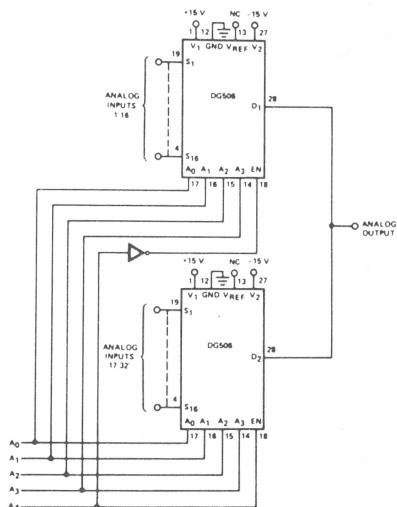 +15 V NC -15 V
1 12 13 27
V1 GND VREF V2
19 S1
ANALOG
INPUTS
1 16
DG506
D1 28
4 S16
A0 A1 A2 A3 EN
17 16 15 14 18
ANALOG
OUTPUT
+15 V NC -15 V
1 12 13 27
V1 GND VREF V2
19 S1
ANALOG
INPUTS
17 32
DG506
D2 28
4 S16
A0 A1 A2 A3 EN
17 16 15 14 18
A0
A1
A2
A3
A4